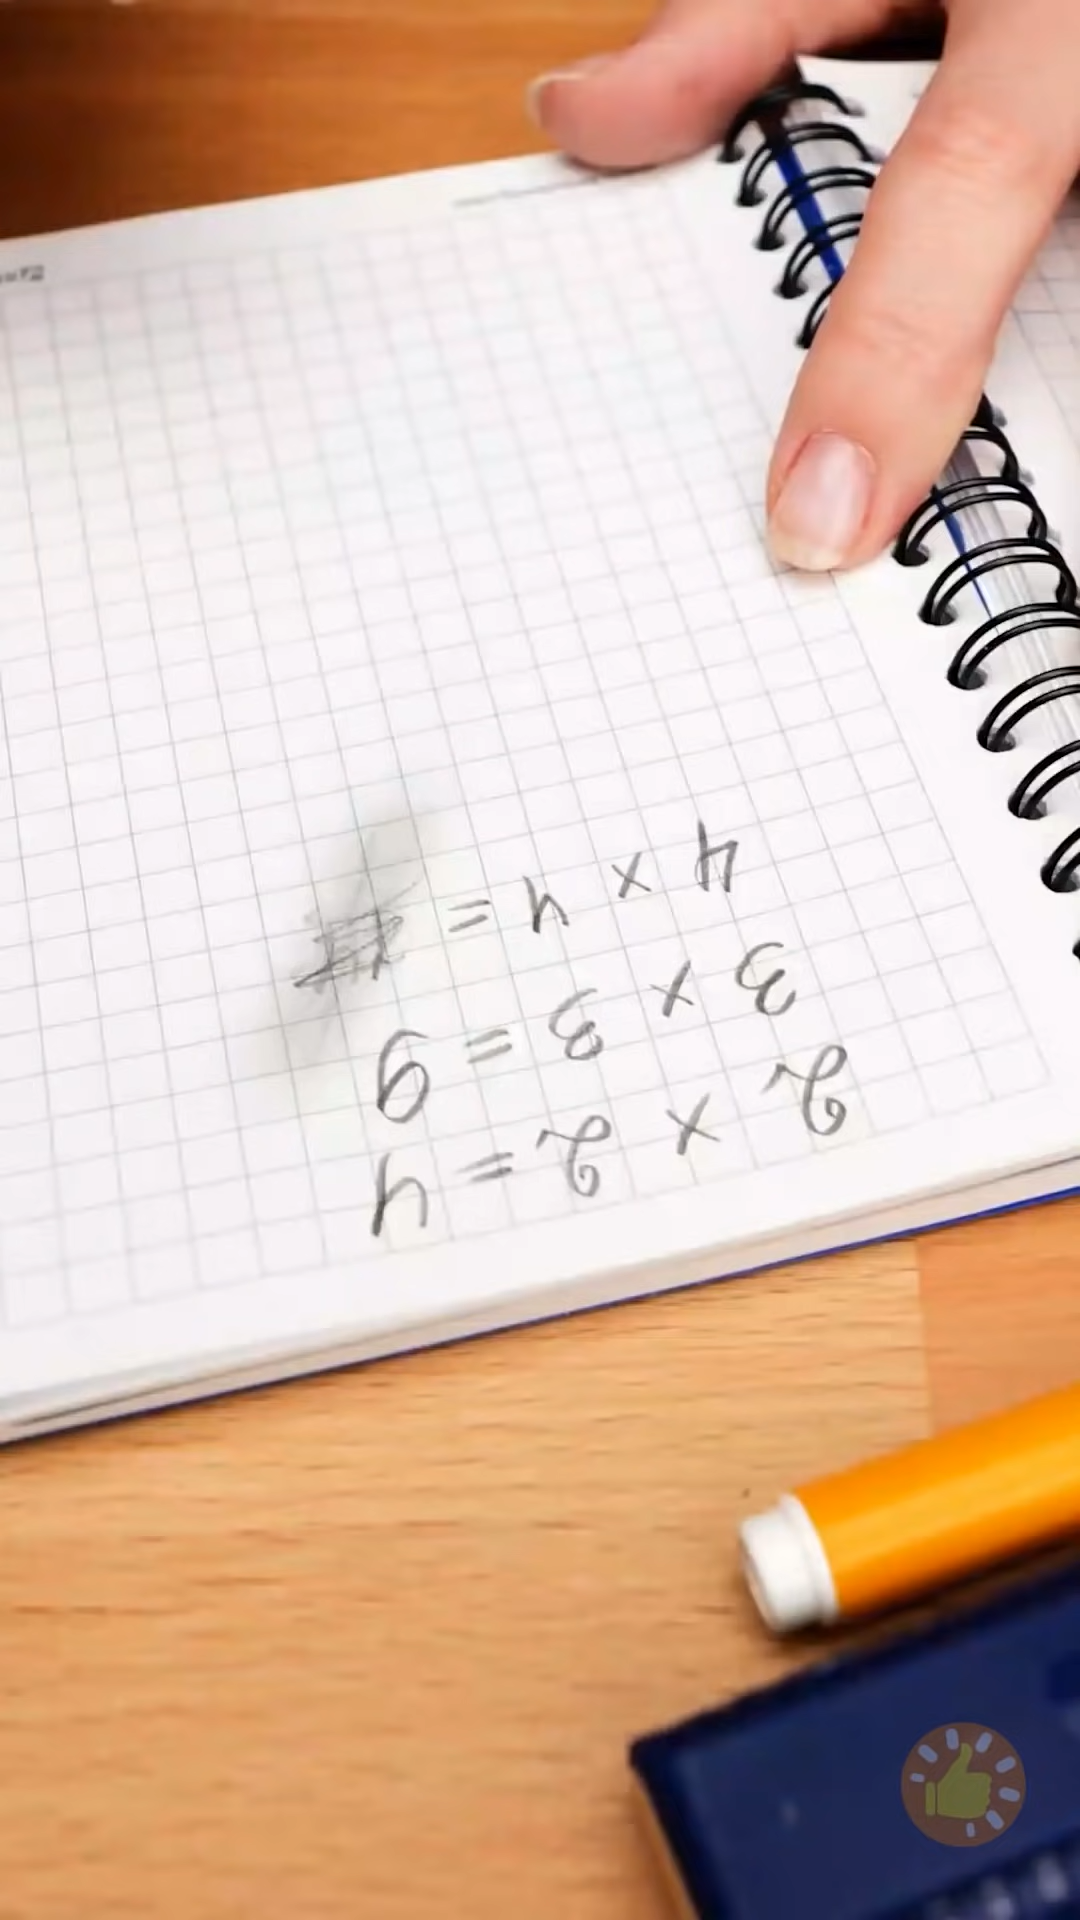 2 x 2 = 4
3 x 3 = 9
4 x 4 =